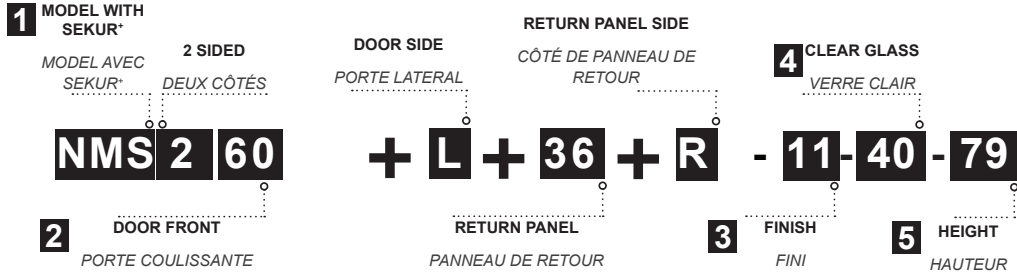 1 MODEL WITH SEKUR+
MODEL AVEC SEKUR+
2 SIDED
DEUX CÔTÉS
DOOR SIDE
PORTE LATERAL
RETURN PANEL SIDE
CÔTÉ DE PANNEAU DE RETOUR
4 CLEAR GLASS
VERRE CLAIR
NMS 2 60 + L + 36 + R - 11 - 40 - 79
2 DOOR FRONT
PORTE COULISSANTE
RETURN PANEL
PANNEAU DE RETOUR
3 FINISH
FINI
5 HEIGHT
HAUTEUR